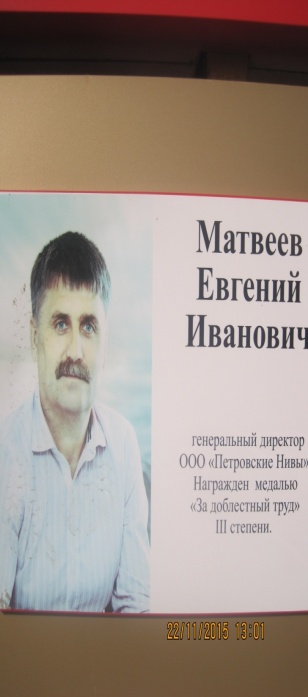 Матвеев
Евгений
Иванович
генеральный директор
ООО «Петровские Нивы»
Награжден медалью
«За доблестный труд»
III степени.
22/11/2015 13:01